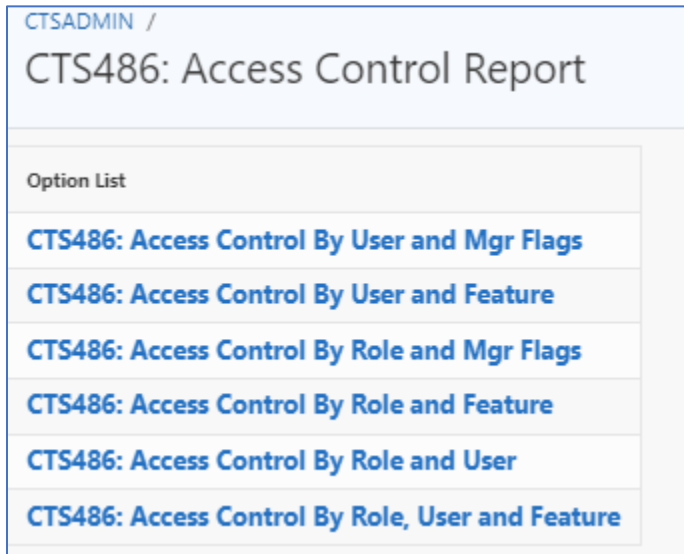 CTSADMIN /
CTS486: Access Control Report
Option List
CTS486: Access Control By User and Mgr Flags
CTS486: Access Control By User and Feature
CTS486: Access Control By Role and Mgr Flags
CTS486: Access Control By Role and Feature
CTS486: Access Control By Role and User
CTS486: Access Control By Role, User and Feature